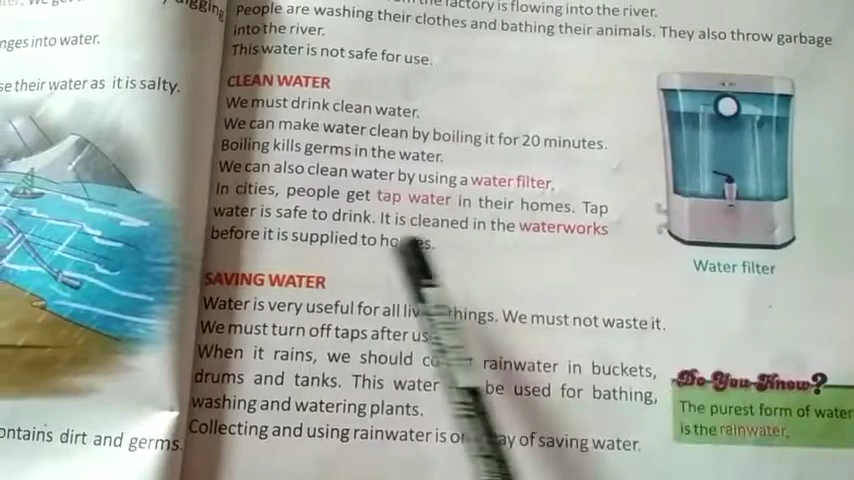 digging
nges into water.
se their water as it is salty.
ontains dirt and germs.
the factory is flowing into the river.
People are washing their clothes and bathing their animals. They also throw garbage
into the river.
This water is not safe for use.
CLEAN WATER
We must drink clean water.
We can make water clean by boiling it for 20 minutes.
Boiling kills germs in the water.
We can also clean water by using a water filter.
In cities, people get tap water in their homes. Tap
water is safe to drink. It is cleaned in the waterworks
before it is supplied to homes.
SAVING WATER
Water is very useful for all living things. We must not waste it.
We must turn off taps after us
When it rains, we should collect rainwater in buckets,
drums and tanks. This water can be used for bathing,
washing and watering plants.
Collecting and using rainwater is one way of saving water.
Water filter
Do You Know?
The purest form of water
is the rainwater.